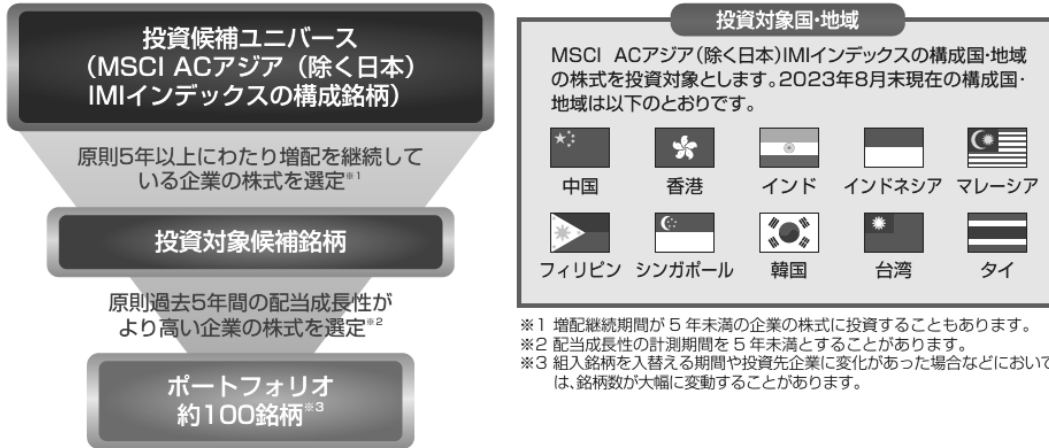 投資候補ユニバース
(MSCI ACアジア（除く日本）
IMIインデックスの構成銘柄)
原則5年以上にわたり増配を継続して
いる企業の株式を選定※1
投資対象候補銘柄
原則過去5年間の配当成長性が
より高い企業の株式を選定※2
ポートフォリオ
約100銘柄※3
投資対象国・地域
MSCI ACアジア(除く日本)IMIインデックスの構成国・地域
の株式を投資対象とします。2023年8月末現在の構成国・
地域は以下のとおりです。
中国 香港 インド インドネシア マレーシア
フィリピン シンガポール 韓国 台湾 タイ
※1 増配継続期間が 5 年未満の企業の株式に投資することもあります。
※2 配当成長性の計測期間を 5 年未満とすることがあります。
※3 組入銘柄を入替える期間や投資先企業に変化があった場合などにおいて
は、銘柄数が大幅に変動することがあります。